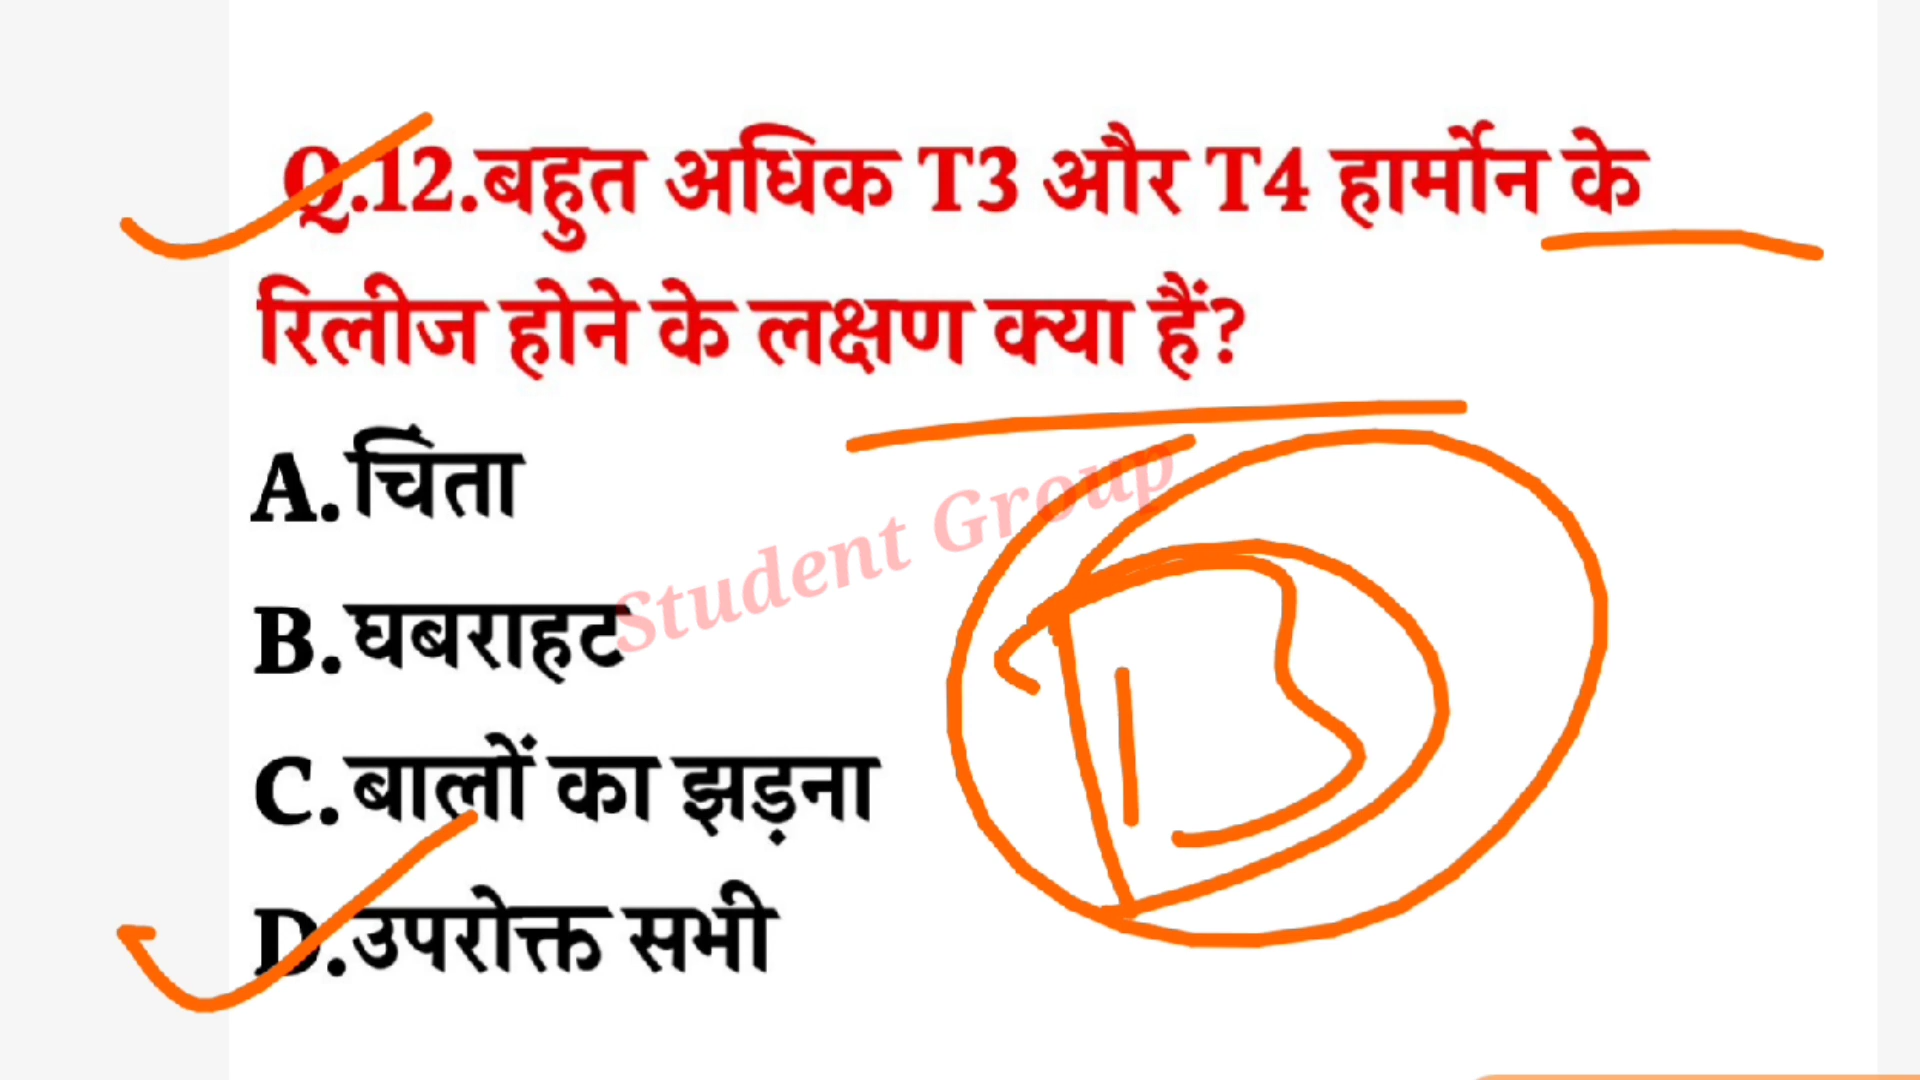 Q.12.बहुत अधिक T3 और T4 हार्मोन के
रिलीज होने के लक्षण क्या हैं?
A.चिंता
B.घबराहट
C.बालों का झड़ना
D.उपरोक्त सभी
Student Group
D